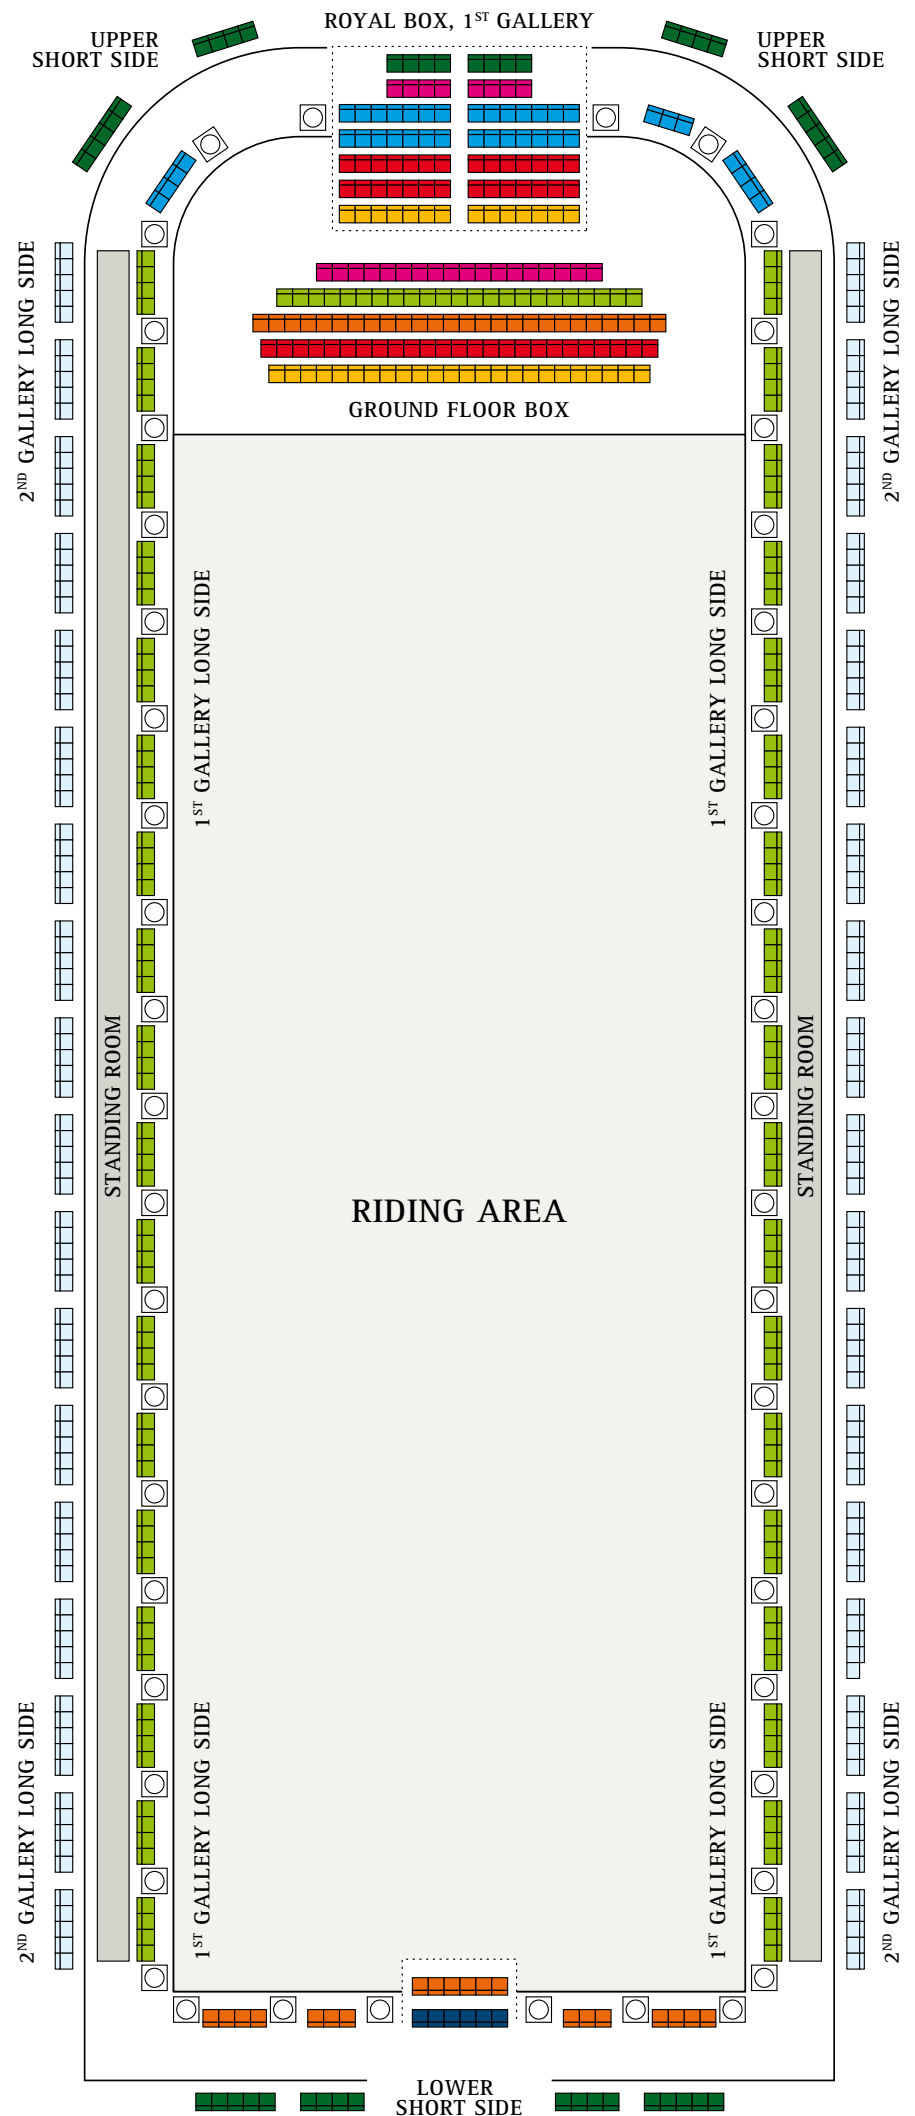 ROYAL BOX, 1ST GALLERY
UPPER
SHORT SIDE
UPPER
SHORT SIDE
2ND GALLERY LONG SIDE
2ND GALLERY LONG SIDE
GROUND FLOOR BOX
1ST GALLERY LONG SIDE
1ST GALLERY LONG SIDE
STANDING ROOM
STANDING ROOM
RIDING AREA
2ND GALLERY LONG SIDE
1ST GALLERY LONG SIDE
1ST GALLERY LONG SIDE
2ND GALLERY LONG SIDE
LOWER
SHORT SIDE